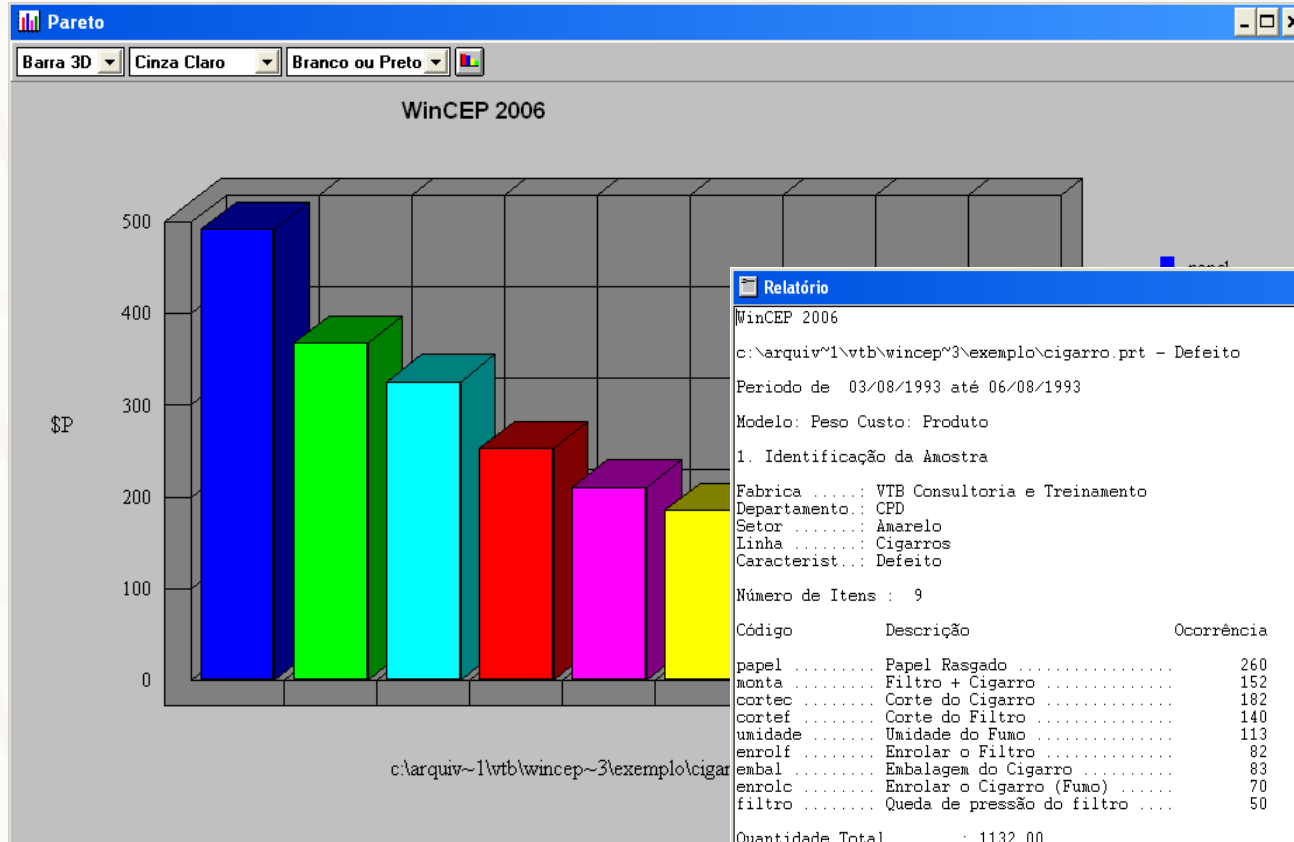 Pareto
Barra 3D Cinza Claro Branco ou Preto
WinCEP 2006
500
400
300
$P
200
100
0
c:\arquiv~1\vtb\wincep~3\exemplo\cigar
papel
Relatório
WinCEP 2006
c:\arquiv~1\vtb\wincep~3\exemplo\cigarro.prt - Defeito
Periodo de 03/08/1993 até 06/08/1993
Modelo: Peso Custo: Produto
1. Identificação da Amostra
Fabrica .....: VTB Consultoria e Treinamento
Departamento.: CPD
Setor .......: Amarelo
Linha .......: Cigarros
Caracterist..: Defeito
Número de Itens : 9
Código Descrição Ocorrência
papel ......... Papel Rasgado ................. 260
monta ......... Filtro + Cigarro .............. 152
cortec ........ Corte do Cigarro .............. 182
cortef ........ Corte do Filtro ............... 140
umidade ....... Umidade do Fumo ............... 113
enrolf ........ Enrolar o Filtro .............. 82
embal ......... Embalagem do Cigarro .......... 83
enrolc ........ Enrolar o Cigarro (Fumo) ...... 70
filtro ........ Queda de pressão do filtro .... 50
Quantidade Total : 1132.00